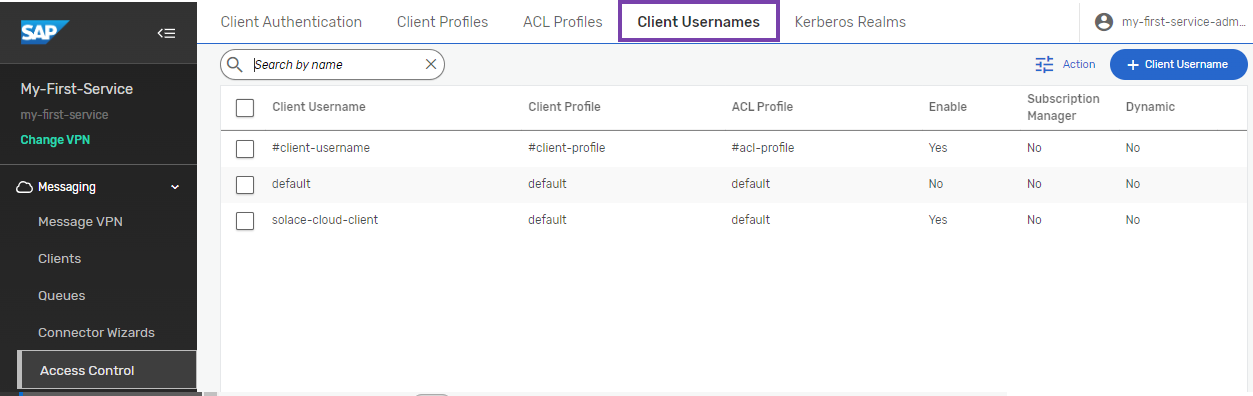 SAP
My-First-Service
my-first-service
Change VPN
Messaging
Message VPN
Clients
Queues
Connector Wizards
Access Control
Client Authentication Client Profiles ACL Profiles Client Usernames Kerberos Realms my-first-service-adm...
Search by name Action + Client Username
Client Username Client Profile ACL Profile Enable Subscription Manager Dynamic
#client-username #client-profile #acl-profile Yes No No
default default default No No No
solace-cloud-client default default Yes No No